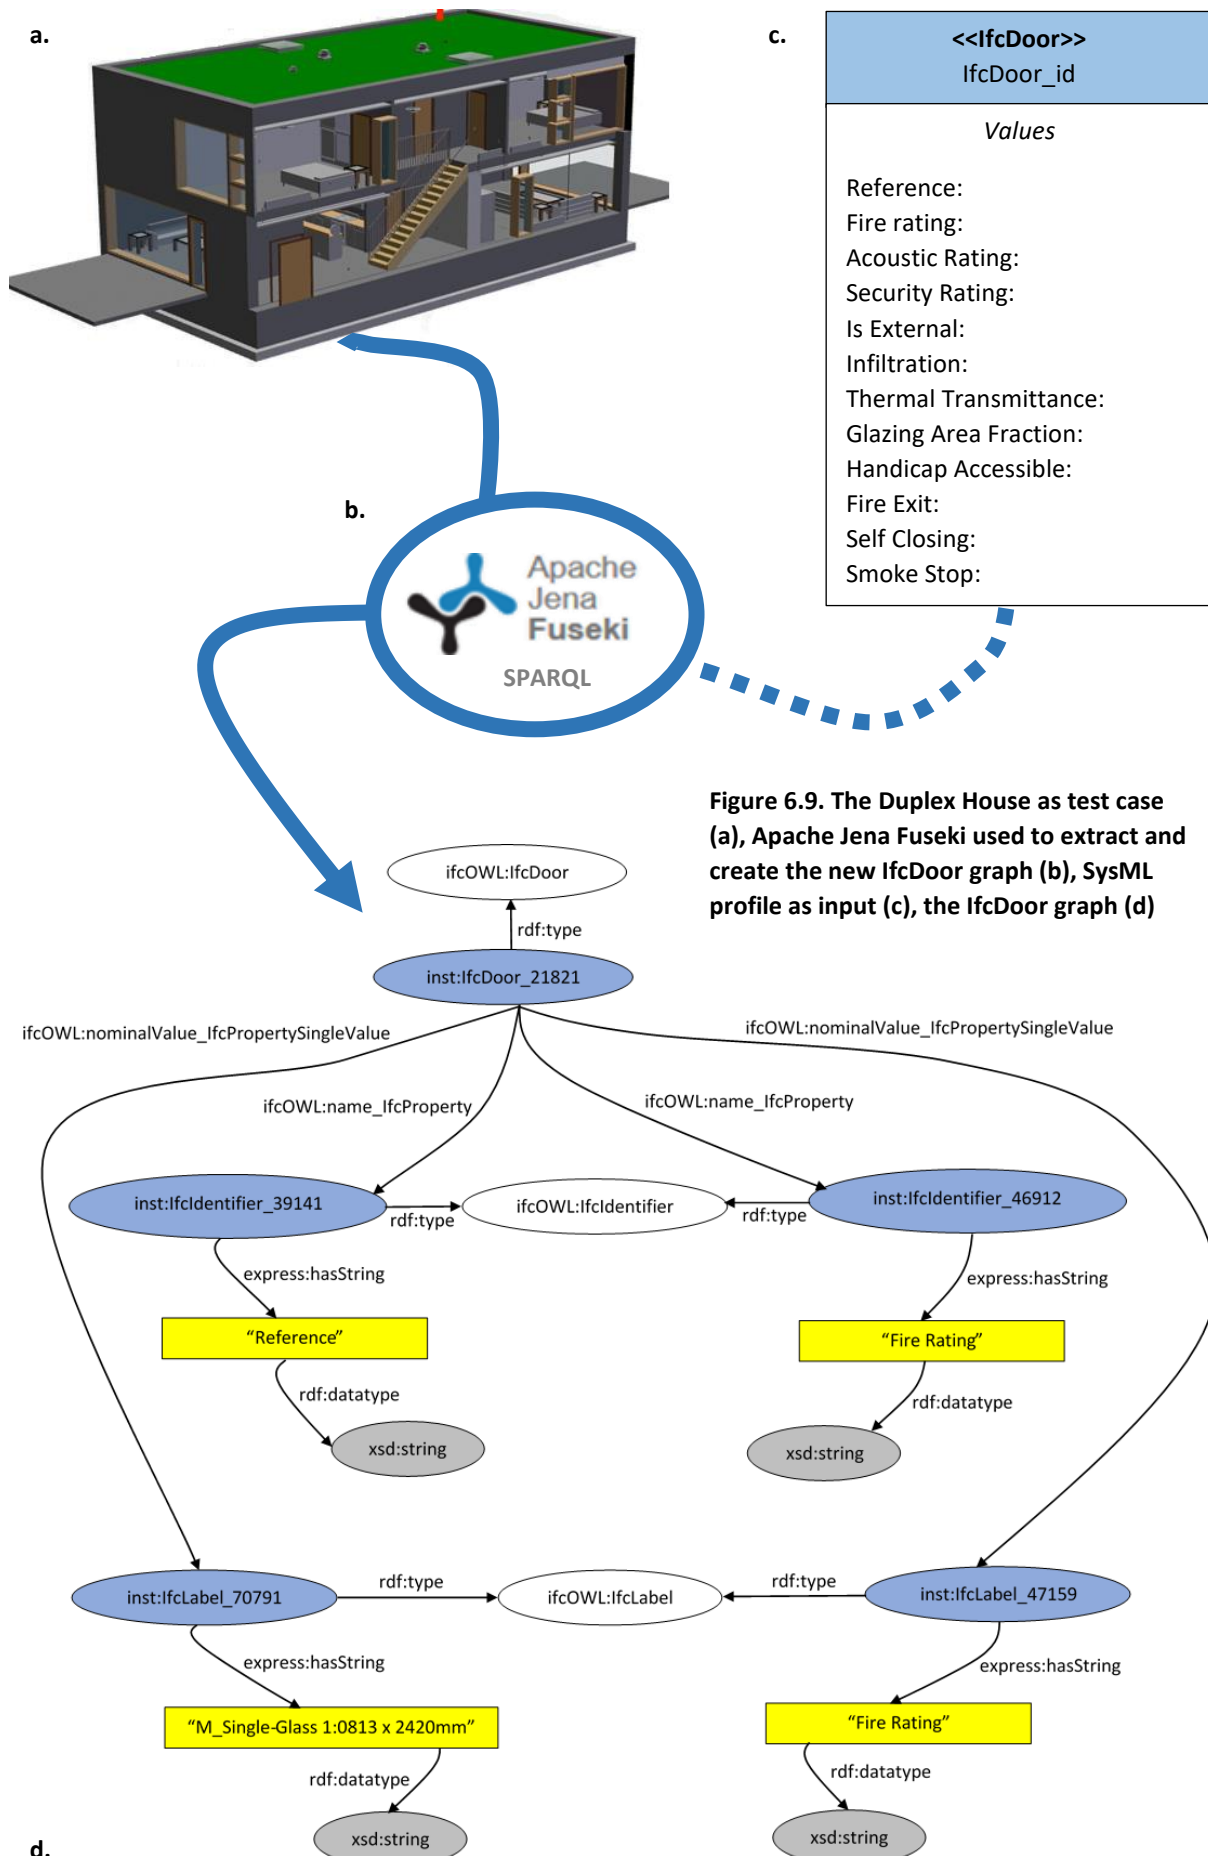 a.
c.
<<IfcDoor>>
IfcDoor_id
Values
Reference:
Fire rating:
Acoustic Rating:
Security Rating:
Is External:
Infiltration:
Thermal Transmittance:
Glazing Area Fraction:
Handicap Accessible:
Fire Exit:
Self Closing:
Smoke Stop:
b.
Apache
Jena
Fuseki
SPARQL
Figure 6.9. The Duplex House as test case
(a), Apache Jena Fuseki used to extract and
create the new IfcDoor graph (b), SysML
profile as input (c), the IfcDoor graph (d)
ifcOWL:IfcDoor
rdf:type
inst:IfcDoor_21821
ifcOWL:nominalValue_IfcPropertySingleValue
ifcOWL:nominalValue_IfcPropertySingleValue
ifcOWL:name_IfcProperty
ifcOWL:name_IfcProperty
inst:IfcIdentifier_39141
rdf:type
ifcOWL:IfcIdentifier
rdf:type
inst:IfcIdentifier_46912
express:hasString
express:hasString
"Reference"
"Fire Rating"
rdf:datatype
rdf:datatype
xsd:string
xsd:string
inst:IfcLabel_70791
rdf:type
ifcOWL:IfcLabel
rdf:type
inst:IfcLabel_47159
express:hasString
express:hasString
"M_Single-Glass 1:0813 x 2420mm"
"Fire Rating"
rdf:datatype
rdf:datatype
xsd:string
xsd:string
d.